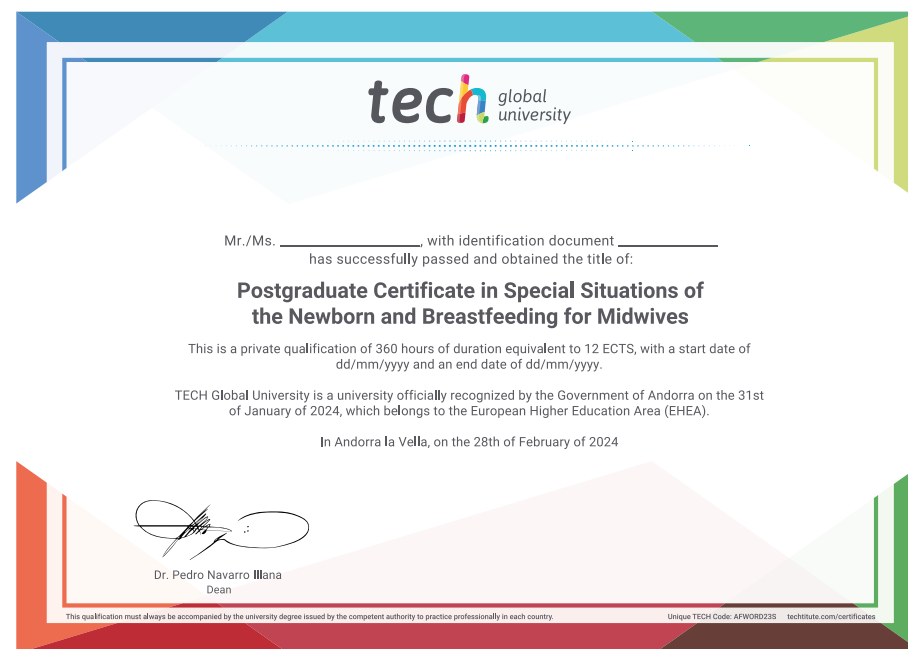 tech global
university
Mr./Ms. ____________, with identification document ____________
has successfully passed and obtained the title of:
Postgraduate Certificate in Special Situations of
the Newborn and Breastfeeding for Midwives
This is a private qualification of 360 hours of duration equivalent to 12 ECTS, with a start date of
dd/mm/yyyy and an end date of dd/mm/yyyy.
TECH Global University is a university officially recognized by the Government of Andorra on the 31st
of January of 2024, which belongs to the European Higher Education Area (EHEA).
In Andorra la Vella, on the 28th of February of 2024
Dr. Pedro Navarro Illana
Dean
This qualification must always be accompanied by the university degree issued by the competent authority to practice professionally in each country.
Unique TECH Code: AFWORD23S techtitute.com/certificates